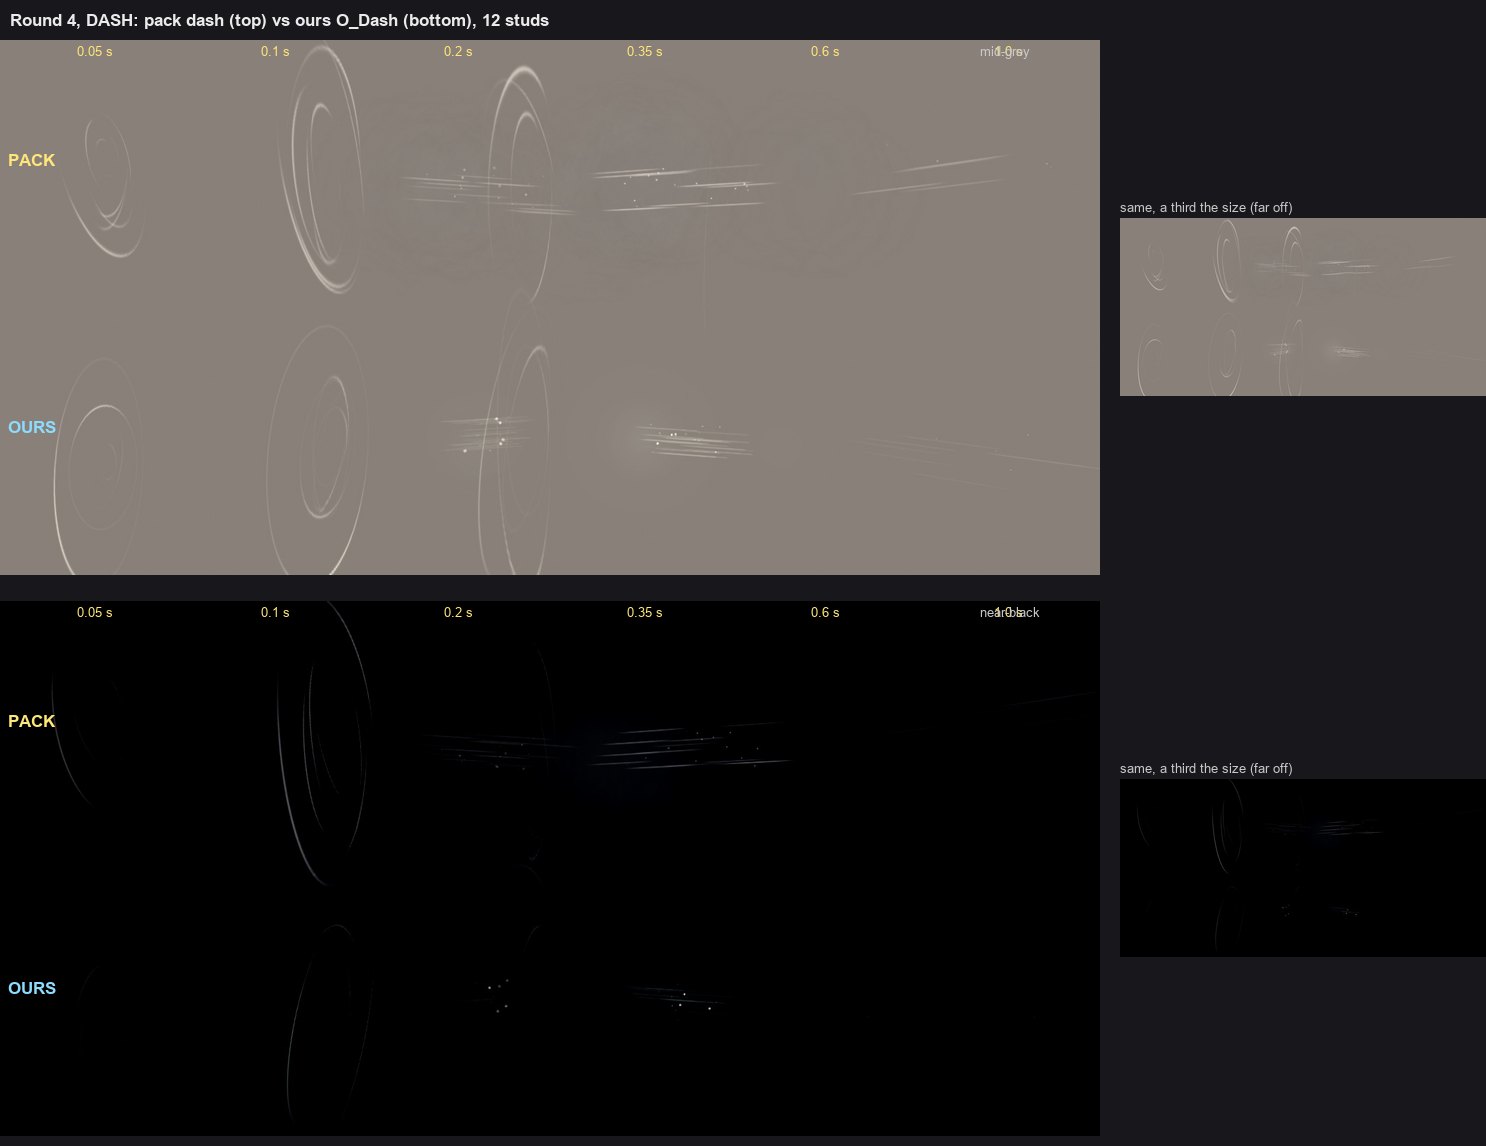 Round 4, DASH: pack dash (top) vs ours O_Dash (bottom), 12 studs
0.05 s 0.1 s 0.2 s 0.35 s 0.6 s
PACK
same, a third the size (far off)
OURS
0.05 s 0.1 s 0.2 s 0.35 s 0.6 s
PACK
same, a third the size (far off)
OURS